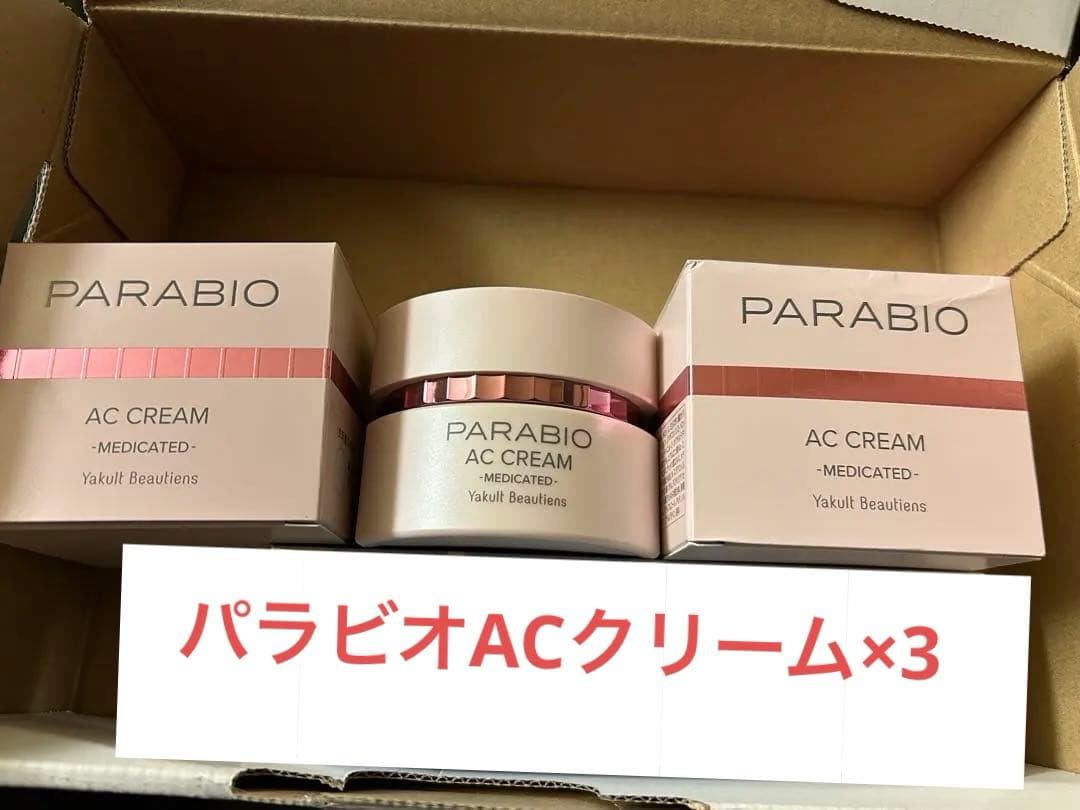 PARABIO
AC CREAM
-MEDICATED-
Yakult Beautiens
PARABIO
AC CREAM
-MEDICATED-
Yakult Beautiens
PARABIO
AC CREAM
-MEDICATED-
Yakult Beautiens
パラビオACクリーム×3